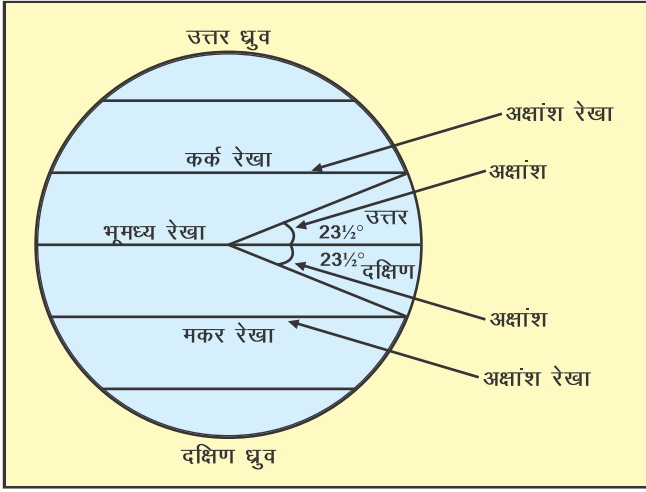 उत्तर ध्रुव
अक्षांश रेखा
कर्क रेखा
अक्षांश
उत्तर
23½°
भूमध्य रेखा
23½°
दक्षिण
अक्षांश
मकर रेखा
अक्षांश रेखा
दक्षिण ध्रुव